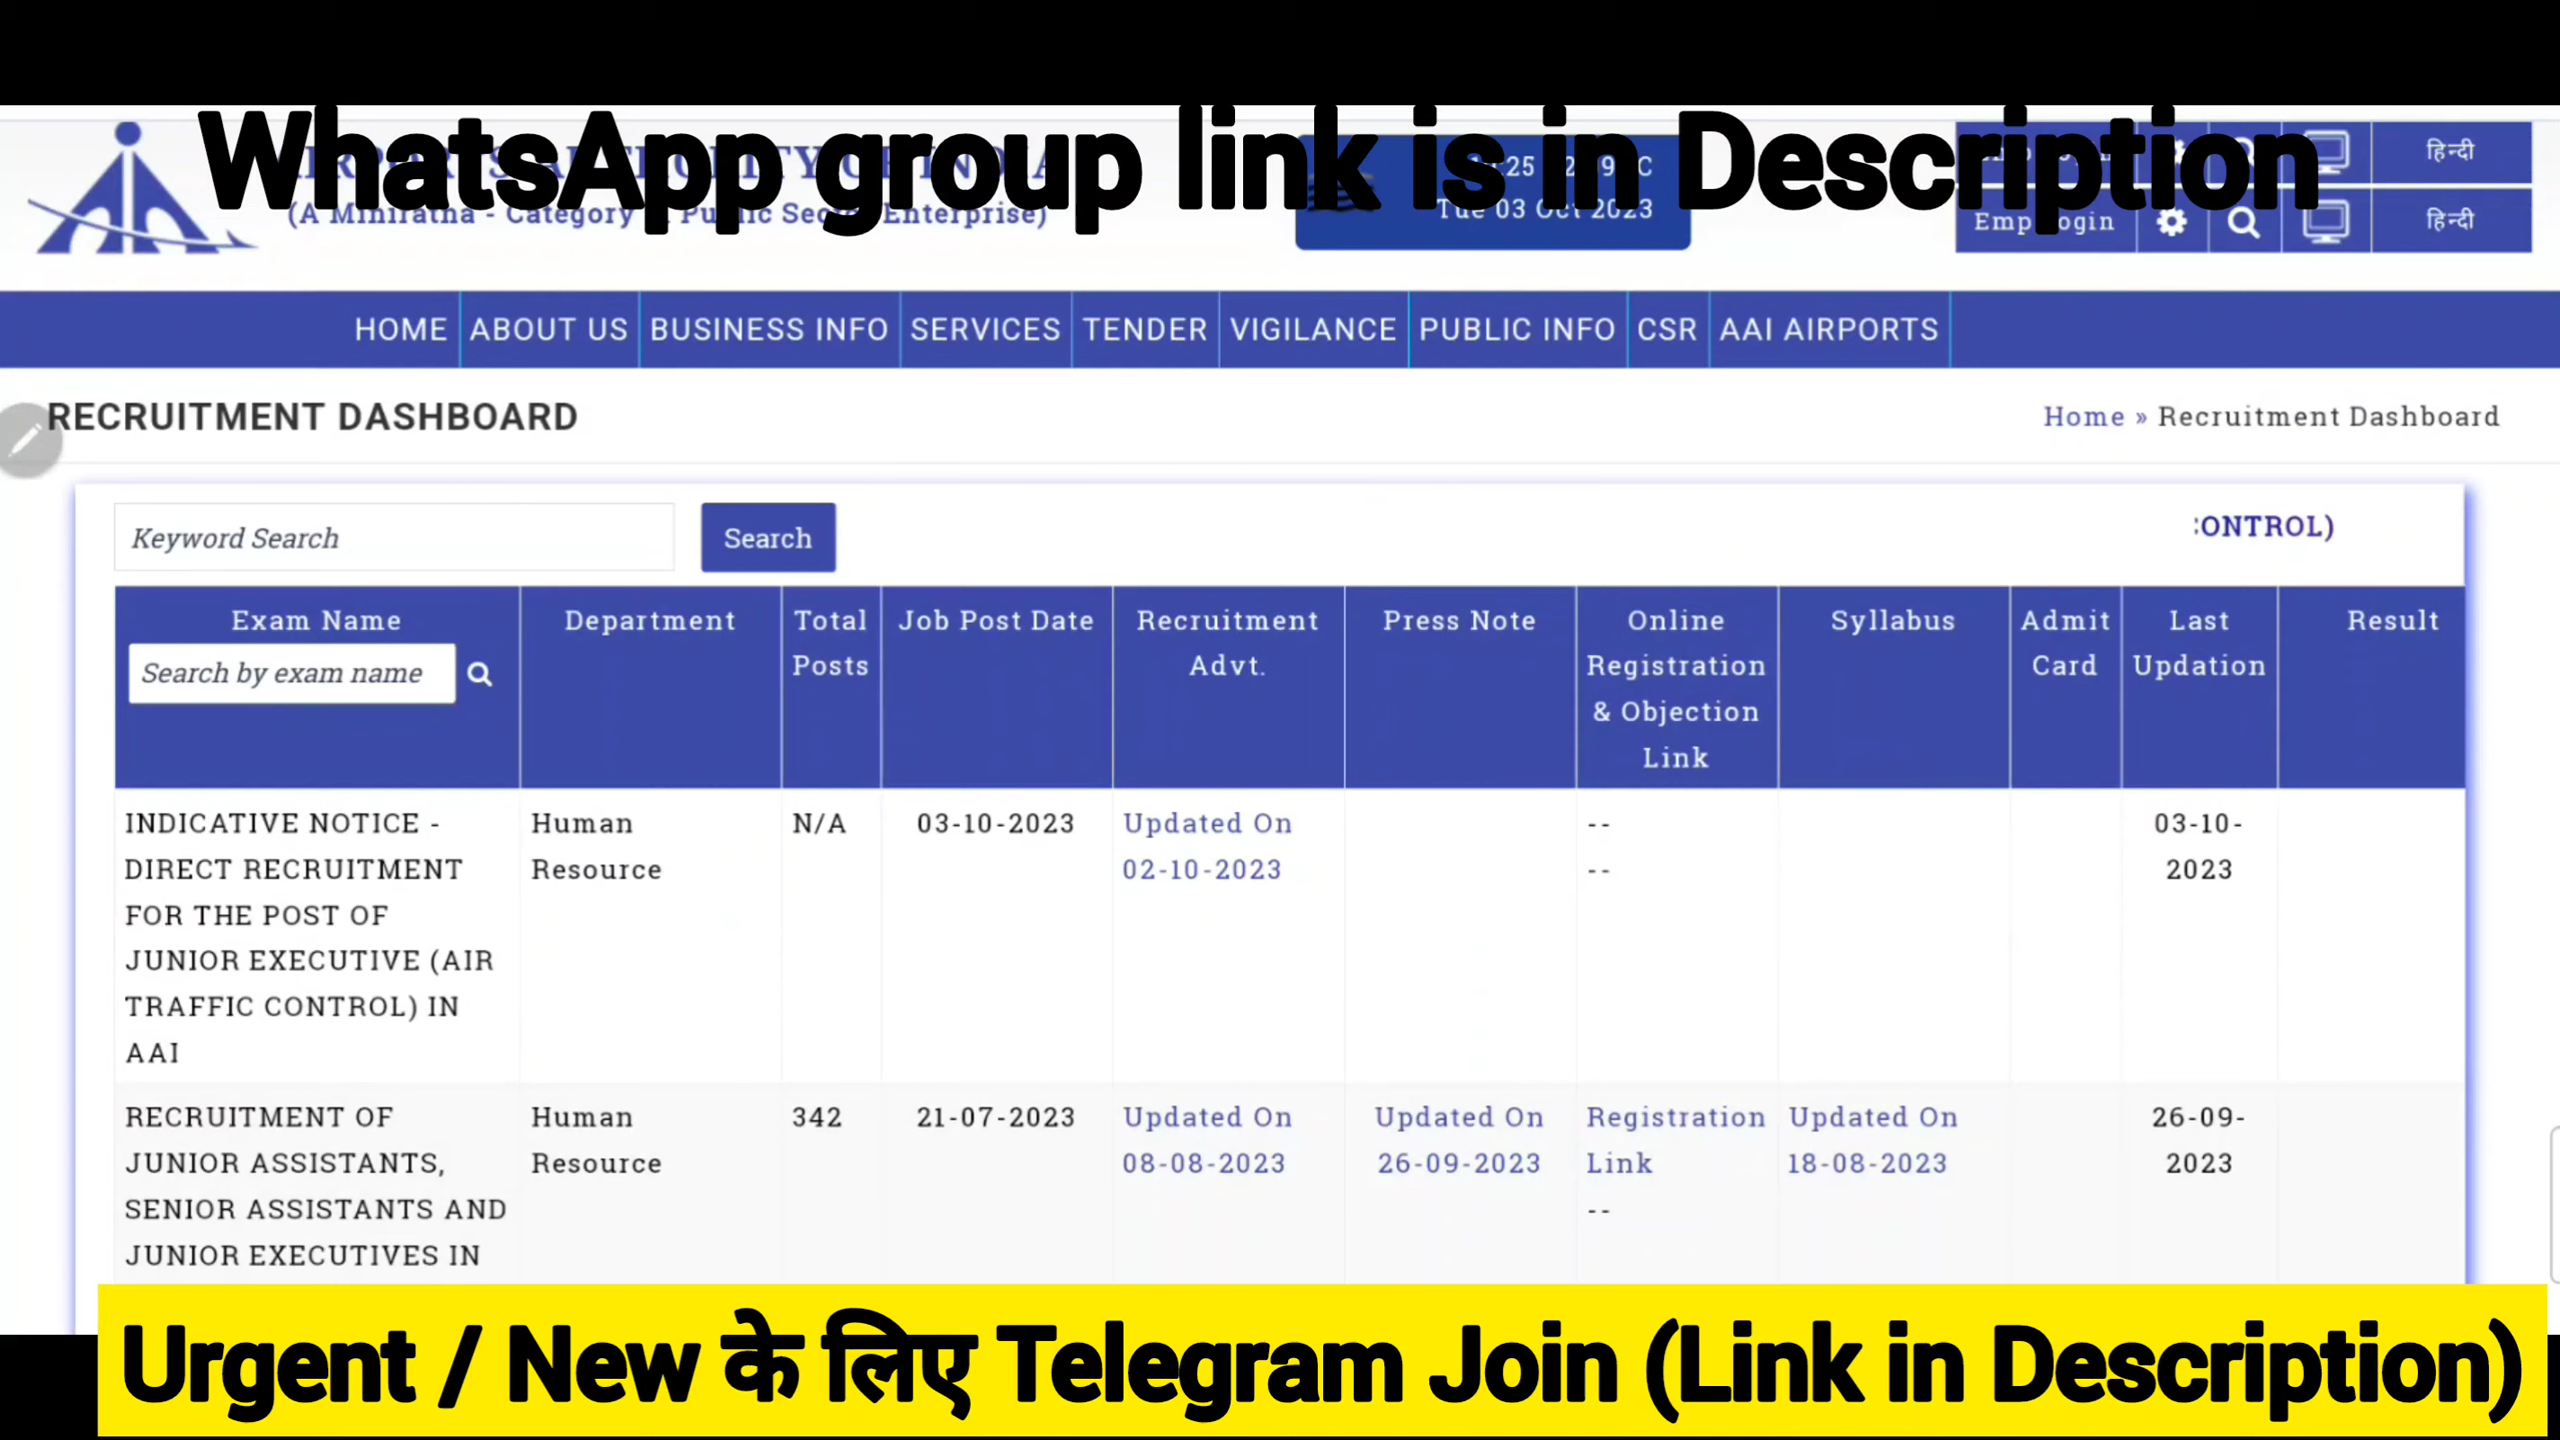 WhatsApp group link is in Description
(A Miniratna - Category Public Sector Enterprise)
Tue 03 Oct 2023
हिन्दी
Emp Login
हिन्दी
HOME ABOUT US BUSINESS INFO SERVICES TENDER VIGILANCE PUBLIC INFO CSR AAI AIRPORTS
RECRUITMENT DASHBOARD
Home » Recruitment Dashboard
Keyword Search
Search
:ONTROL)
Exam Name
Search by exam name
Department
Total
Posts
Job Post Date
Recruitment
Advt.
Press Note
Online
Registration
& Objection
Link
Syllabus
Admit
Card
Last
Updation
Result
INDICATIVE NOTICE -
DIRECT RECRUITMENT
FOR THE POST OF
JUNIOR EXECUTIVE (AIR
TRAFFIC CONTROL) IN
AAI
Human
Resource
N/A
03-10-2023
Updated On
02-10-2023
--
--
03-10-
2023
RECRUITMENT OF
JUNIOR ASSISTANTS,
SENIOR ASSISTANTS AND
JUNIOR EXECUTIVES IN
Human
Resource
342
21-07-2023
Updated On
08-08-2023
Updated On
26-09-2023
Registration
Link
--
Updated On
18-08-2023
26-09-
2023
Urgent / New के लिए Telegram Join (Link in Description)